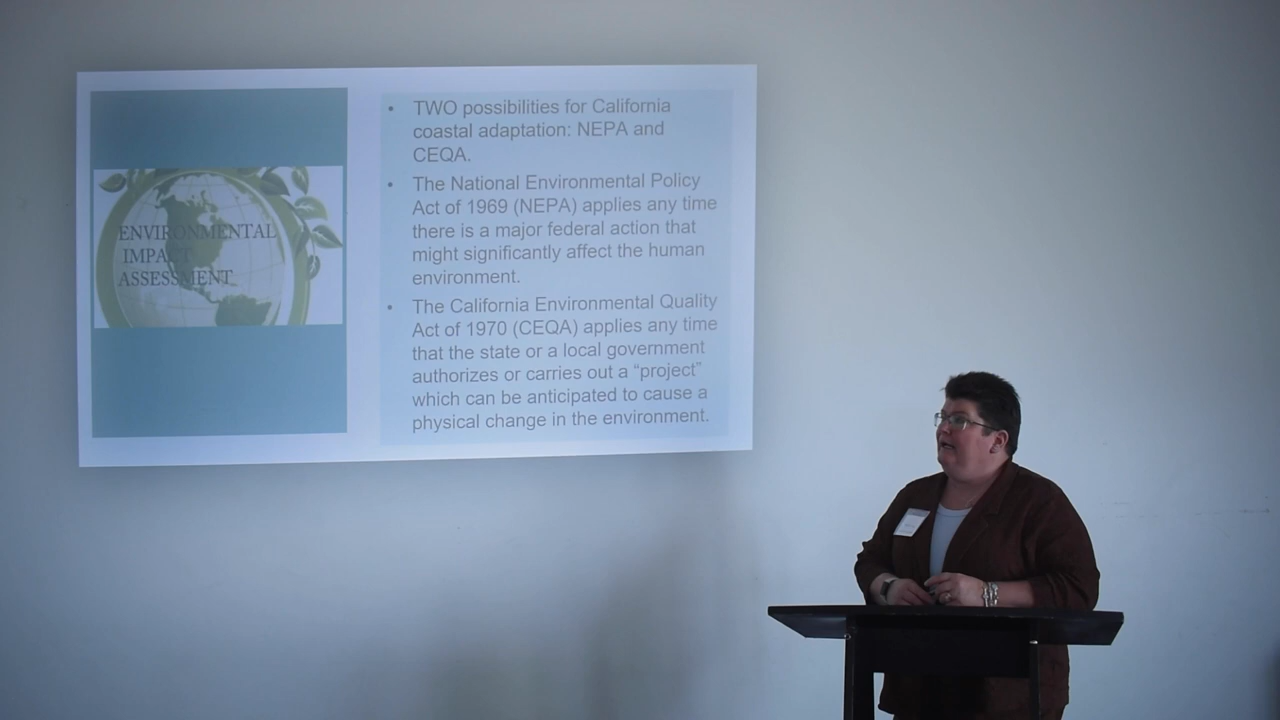 ENVIRONMENTAL
IMPACT
ASSESSMENT
• TWO possibilities for California
coastal adaptation: NEPA and
CEQA.
• The National Environmental Policy
Act of 1969 (NEPA) applies any time
there is a major federal action that
might significantly affect the human
environment.
• The California Environmental Quality
Act of 1970 (CEQA) applies any time
that the state or a local government
authorizes or carries out a “project”
which can be anticipated to cause a
physical change in the environment.